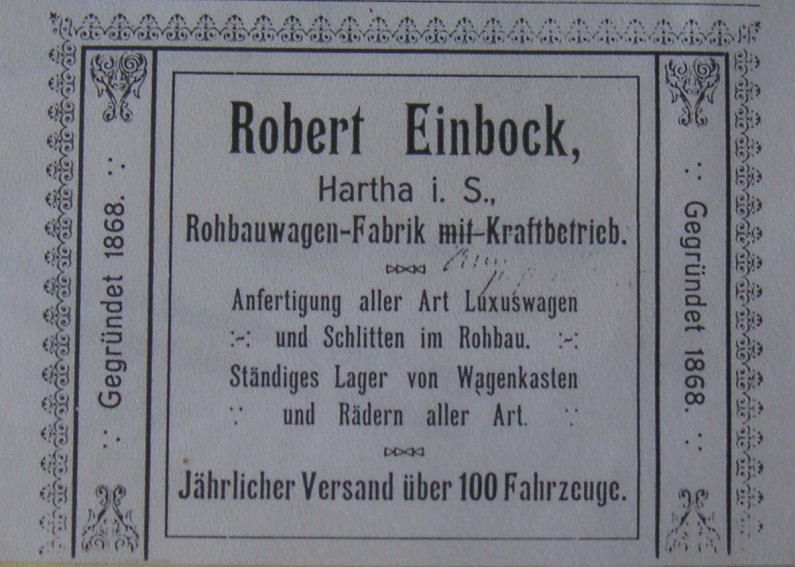 Robert Einbock,
Hartha i. S.,
Rohbauwagen-Fabrik mit Kraftbetrieb.
Anfertigung aller Art Luxuswagen
und Schlitten im Rohbau.
Ständiges Lager von Wagenkasten
und Rädern aller Art.
Jährlicher Versand über 100 Fahrzeuge.
Gegründet 1868.
Gegründet 1868.